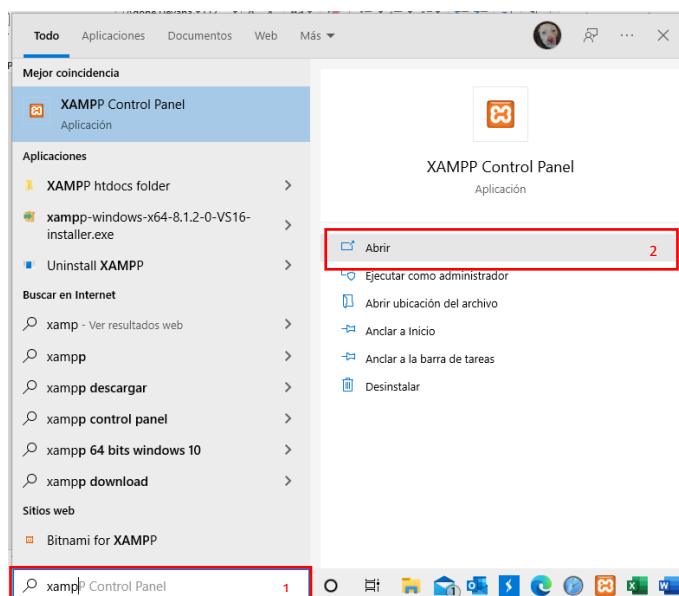 Todo Aplicaciones Documentos Web Más
Mejor coincidencia
XAMPP Control Panel
Aplicación
Aplicaciones
XAMPP htdocs folder
xampp-windows-x64-8.1.2-0-VS16-
installer.exe
Uninstall XAMPP
Buscar en Internet
xamp - Ver resultados web
xampp
xampp descargar
xampp control panel
xampp 64 bits windows 10
xampp download
Sitios web
Bitnami for XAMPP
xampP Control Panel 1
XAMPP Control Panel
Aplicación
Abrir 2
Ejecutar como administrador
Abrir ubicación del archivo
Anclar a Inicio
Anclar a la barra de tareas
Desinstalar